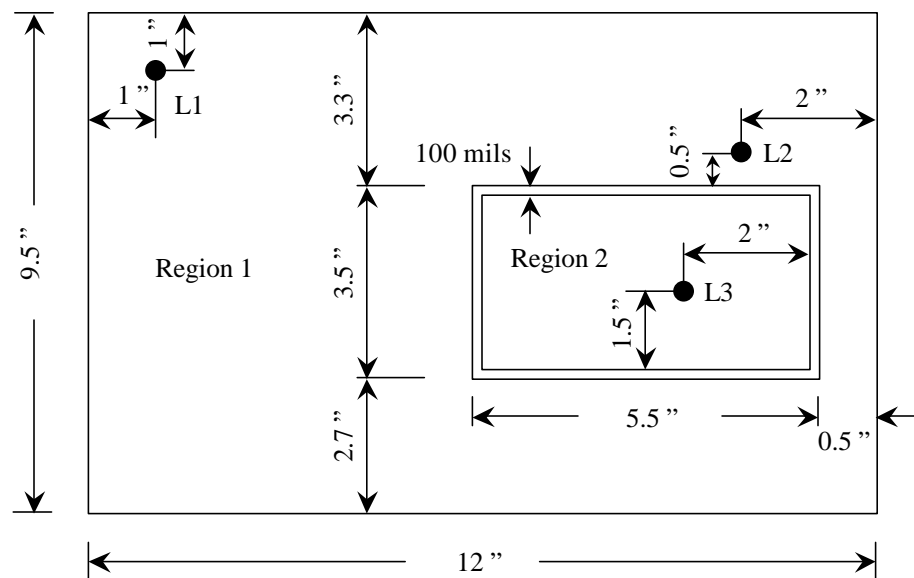 1 ”
1 ”
L1
3.3 ”
2 ”
100 mils
0.5 ”
L2
9.5 ”
Region 1
3.5 ”
Region 2
2 ”
L3
1.5 ”
2.7 ”
5.5 ”
0.5 ”
12 ”